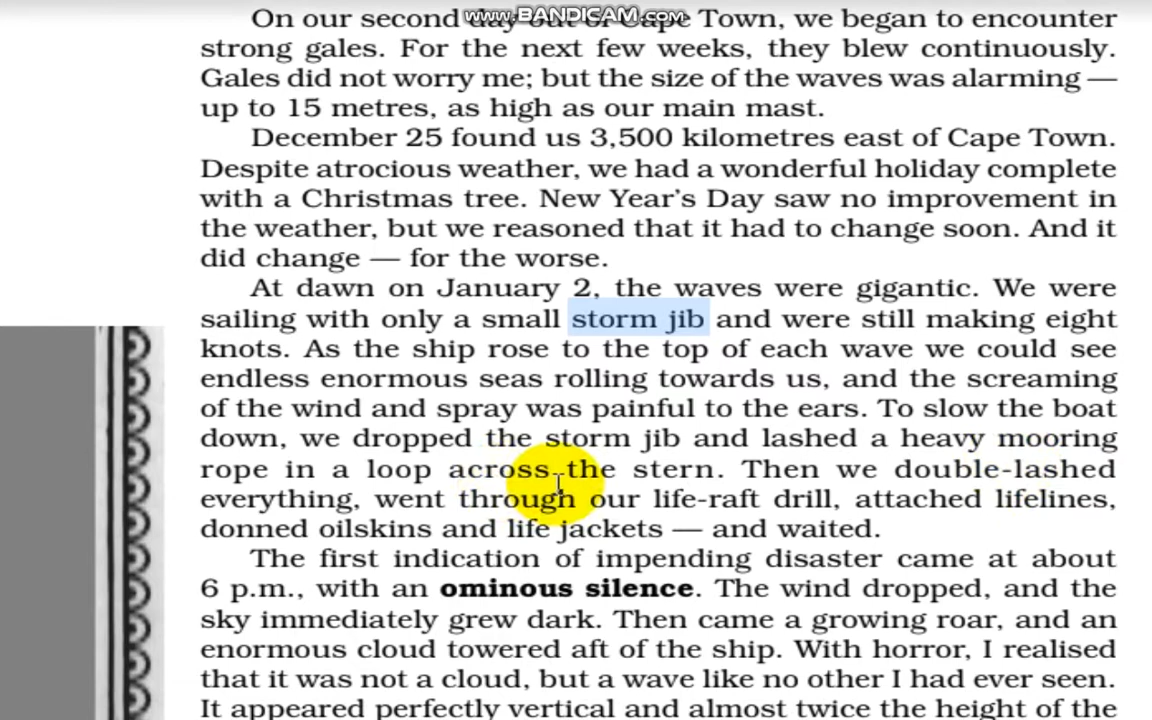 www.BANDICAM.com
On our second day out of Cape Town, we began to encounter
strong gales. For the next few weeks, they blew continuously.
Gales did not worry me; but the size of the waves was alarming —
up to 15 metres, as high as our main mast.
December 25 found us 3,500 kilometres east of Cape Town.
Despite atrocious weather, we had a wonderful holiday complete
with a Christmas tree. New Year's Day saw no improvement in
the weather, but we reasoned that it had to change soon. And it
did change — for the worse.
At dawn on January 2, the waves were gigantic. We were
sailing with only a small storm jib and were still making eight
knots. As the ship rose to the top of each wave we could see
endless enormous seas rolling towards us, and the screaming
of the wind and spray was painful to the ears. To slow the boat
down, we dropped the storm jib and lashed a heavy mooring
rope in a loop across the stern. Then we double-lashed
everything, went through our life-raft drill, attached lifelines,
donned oilskins and life jackets — and waited.
The first indication of impending disaster came at about
6 p.m., with an ominous silence. The wind dropped, and the
sky immediately grew dark. Then came a growing roar, and an
enormous cloud towered aft of the ship. With horror, I realised
that it was not a cloud, but a wave like no other I had ever seen.
It appeared perfectly vertical and almost twice the height of the